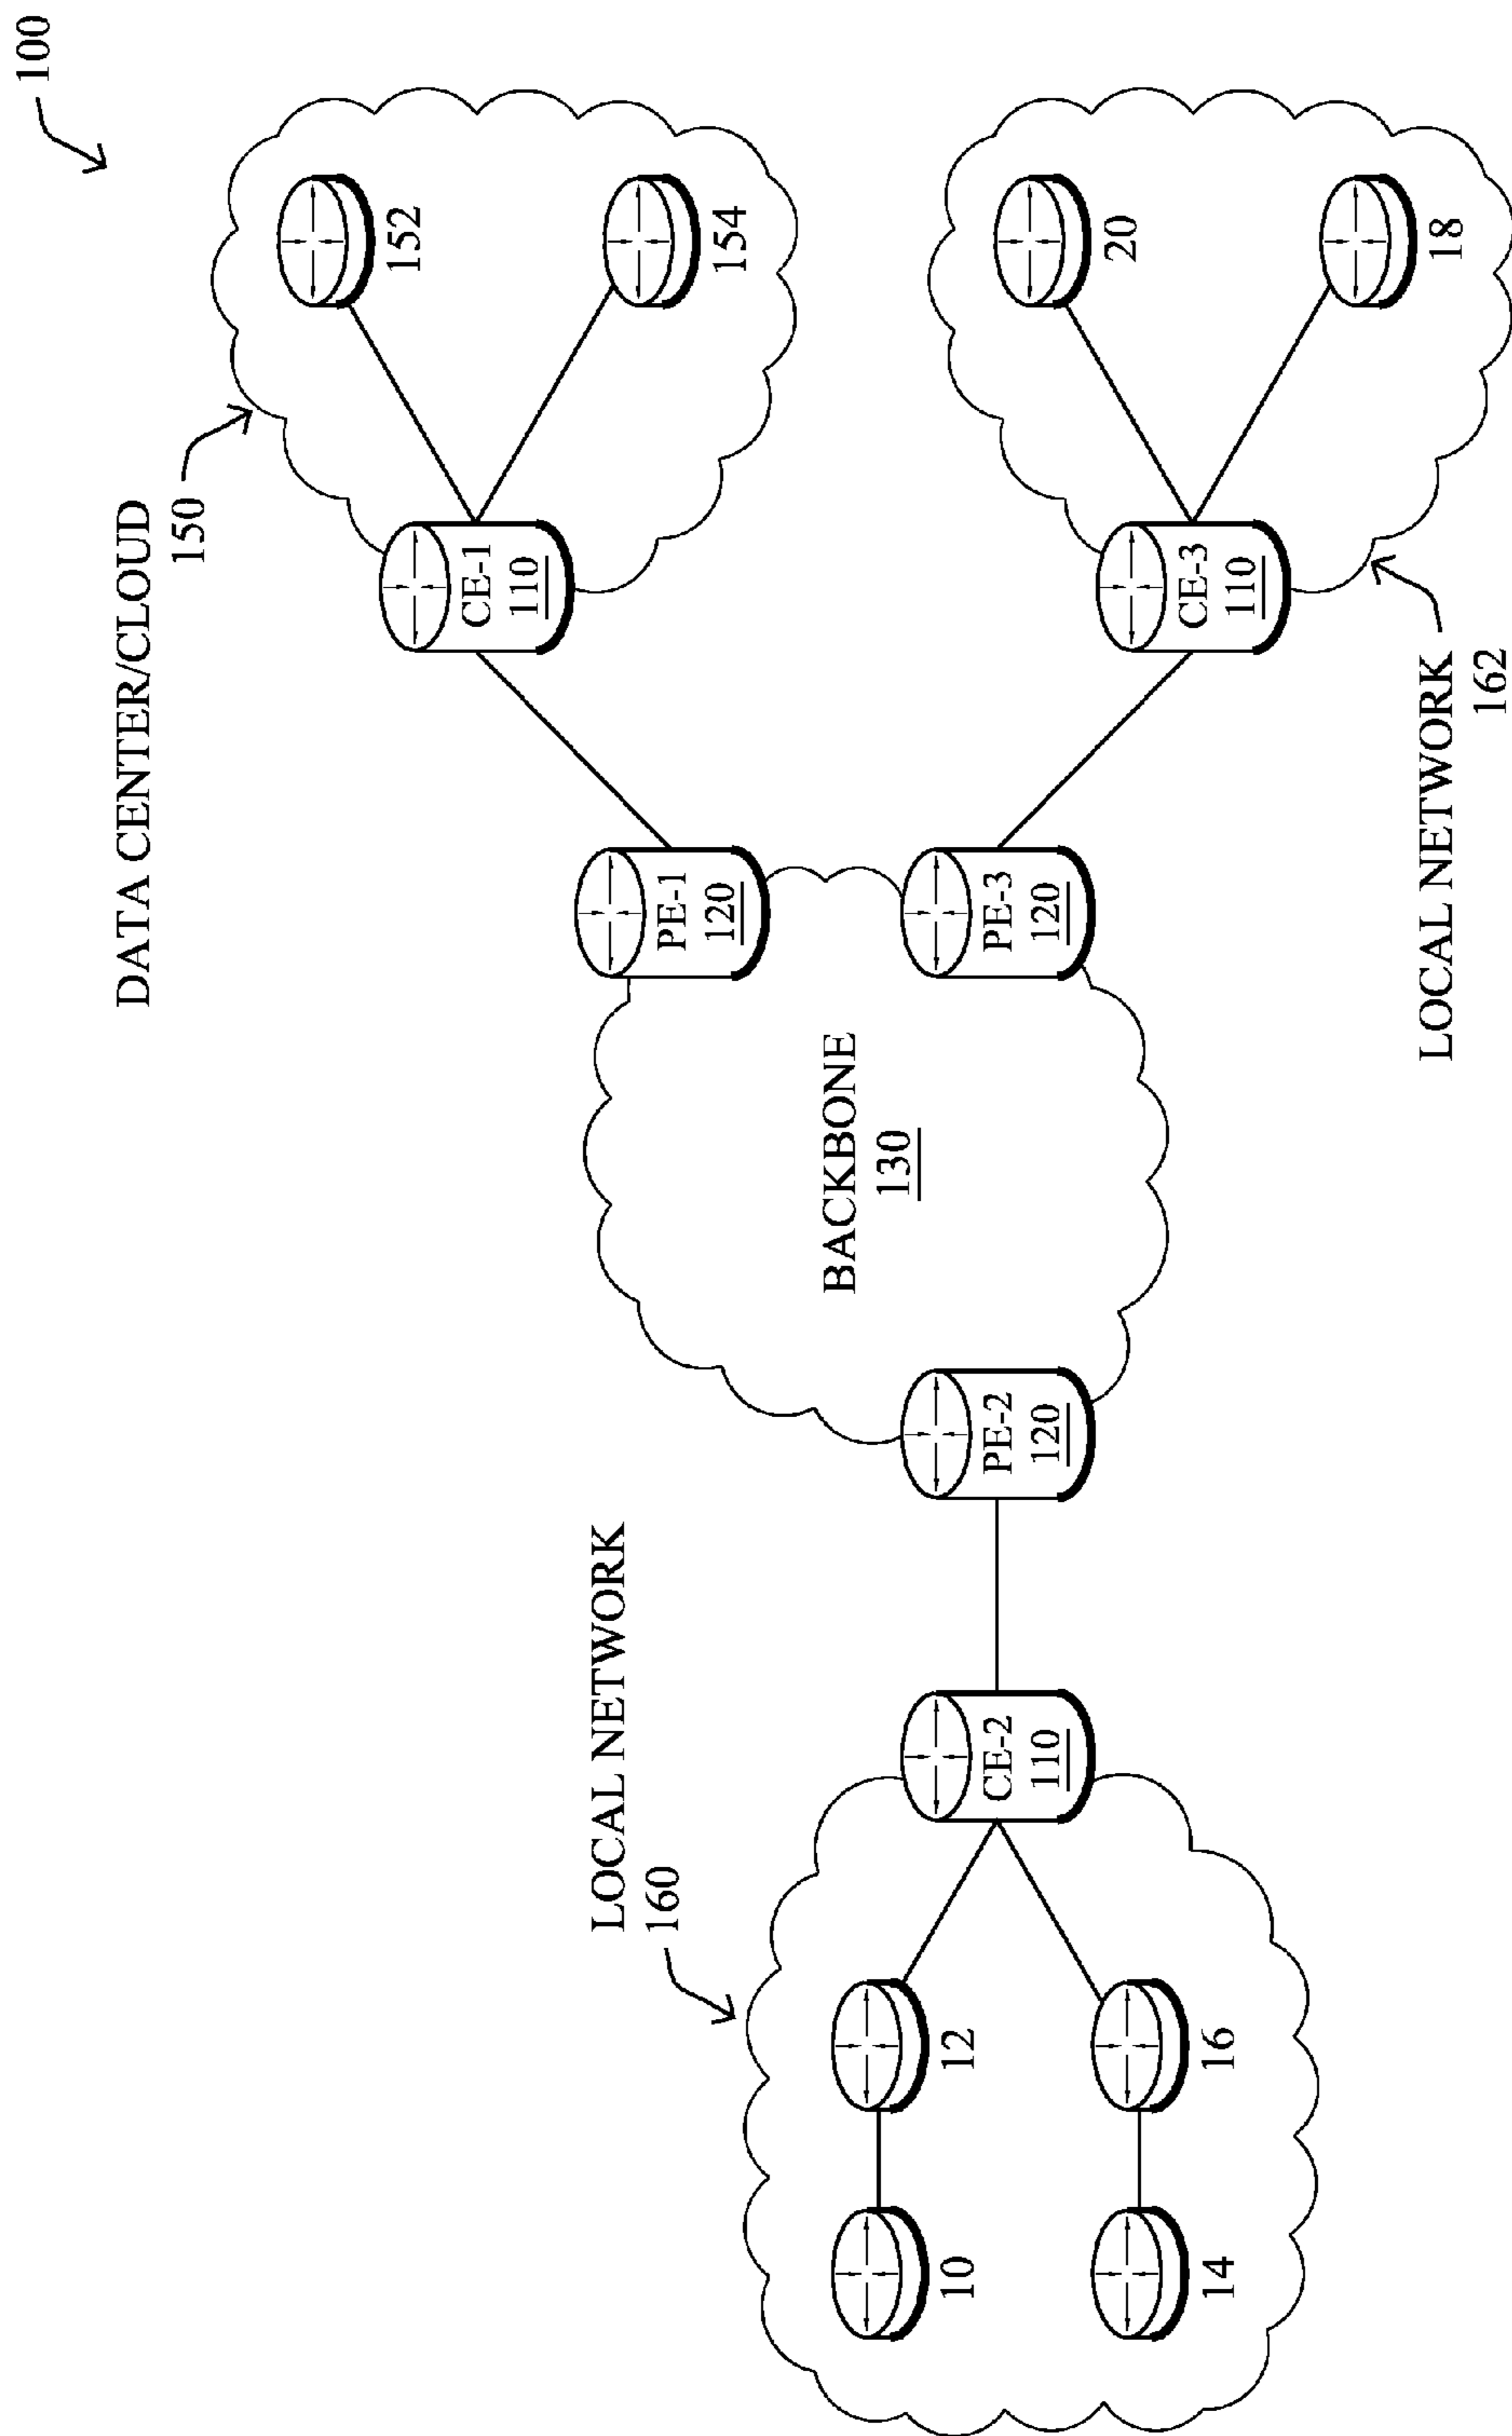 100
DATA CENTER/CLOUD
150
152
154
CE-1
110
PE-1
120
LOCAL NETWORK
160
BACKBONE
130
10
12
14
16
CE-2
110
PE-2
120
PE-3
120
CE-3
110
20
18
LOCAL NETWORK
162